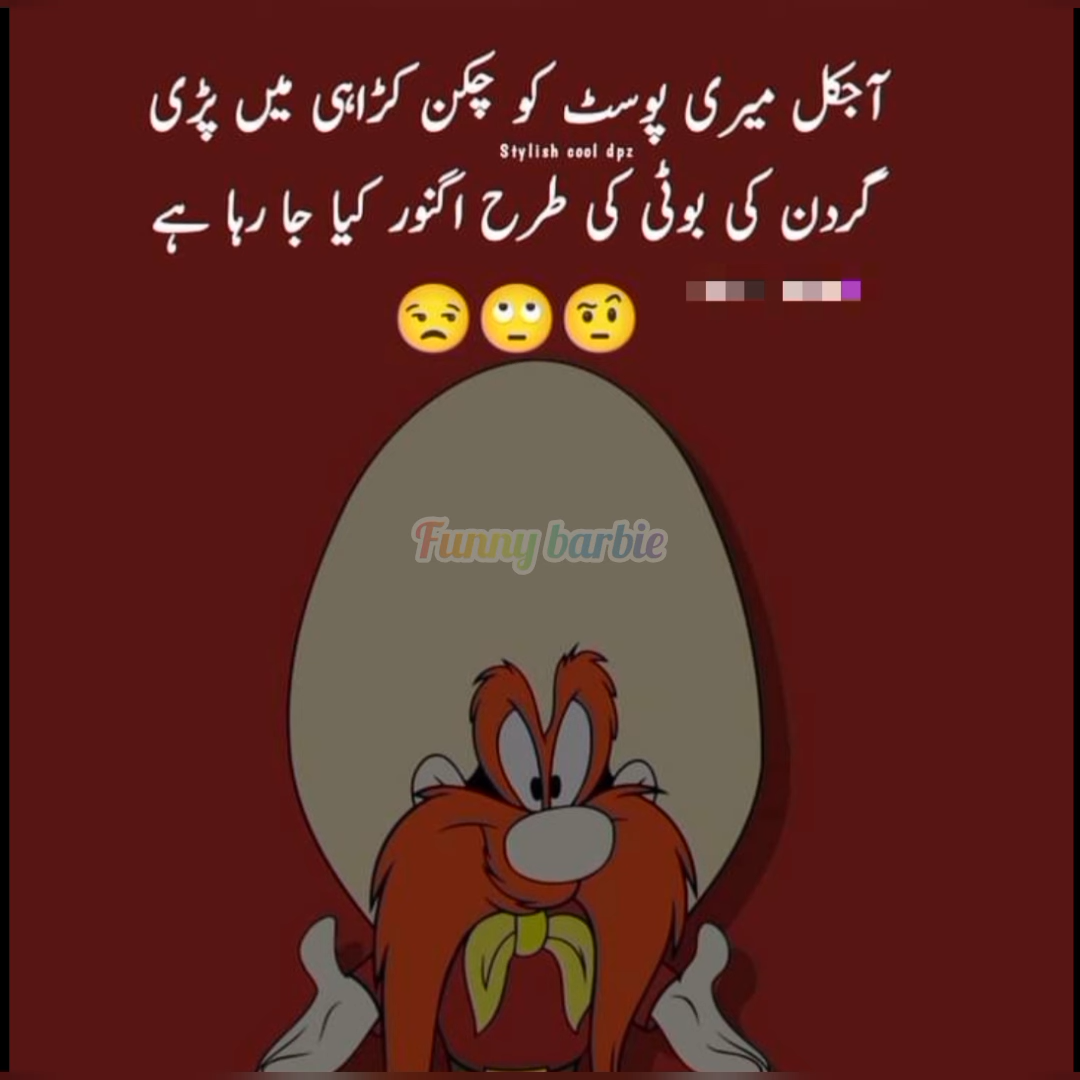 آجکل میری پوسٹ کو چکن کڑاہی میں پڑی
Stylish cool dpz
گردن کی بوٹی کی طرح اگنور کیا جا رہا ہے
Funny barbie